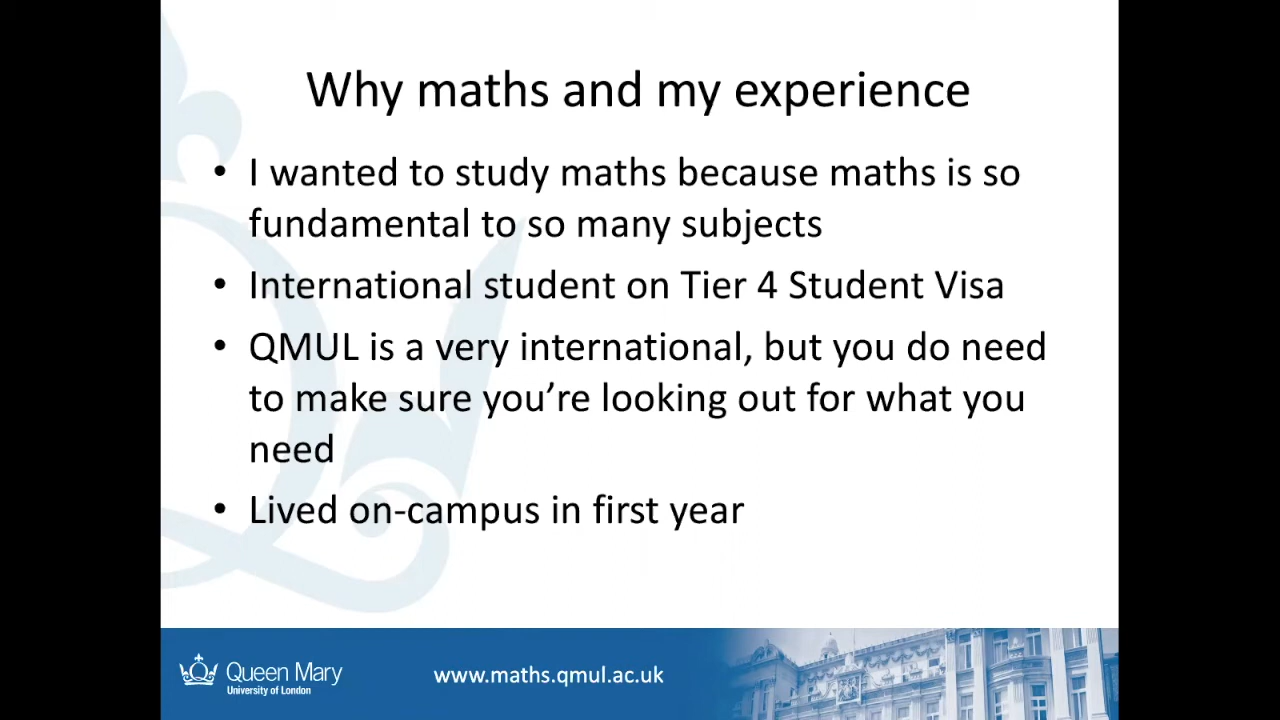 Why maths and my experience
• I wanted to study maths because maths is so
fundamental to so many subjects
• International student on Tier 4 Student Visa
• QMUL is a very international, but you do need
to make sure you’re looking out for what you
need
• Lived on-campus in first year
Queen Mary
University of London
www.maths.qmul.ac.uk